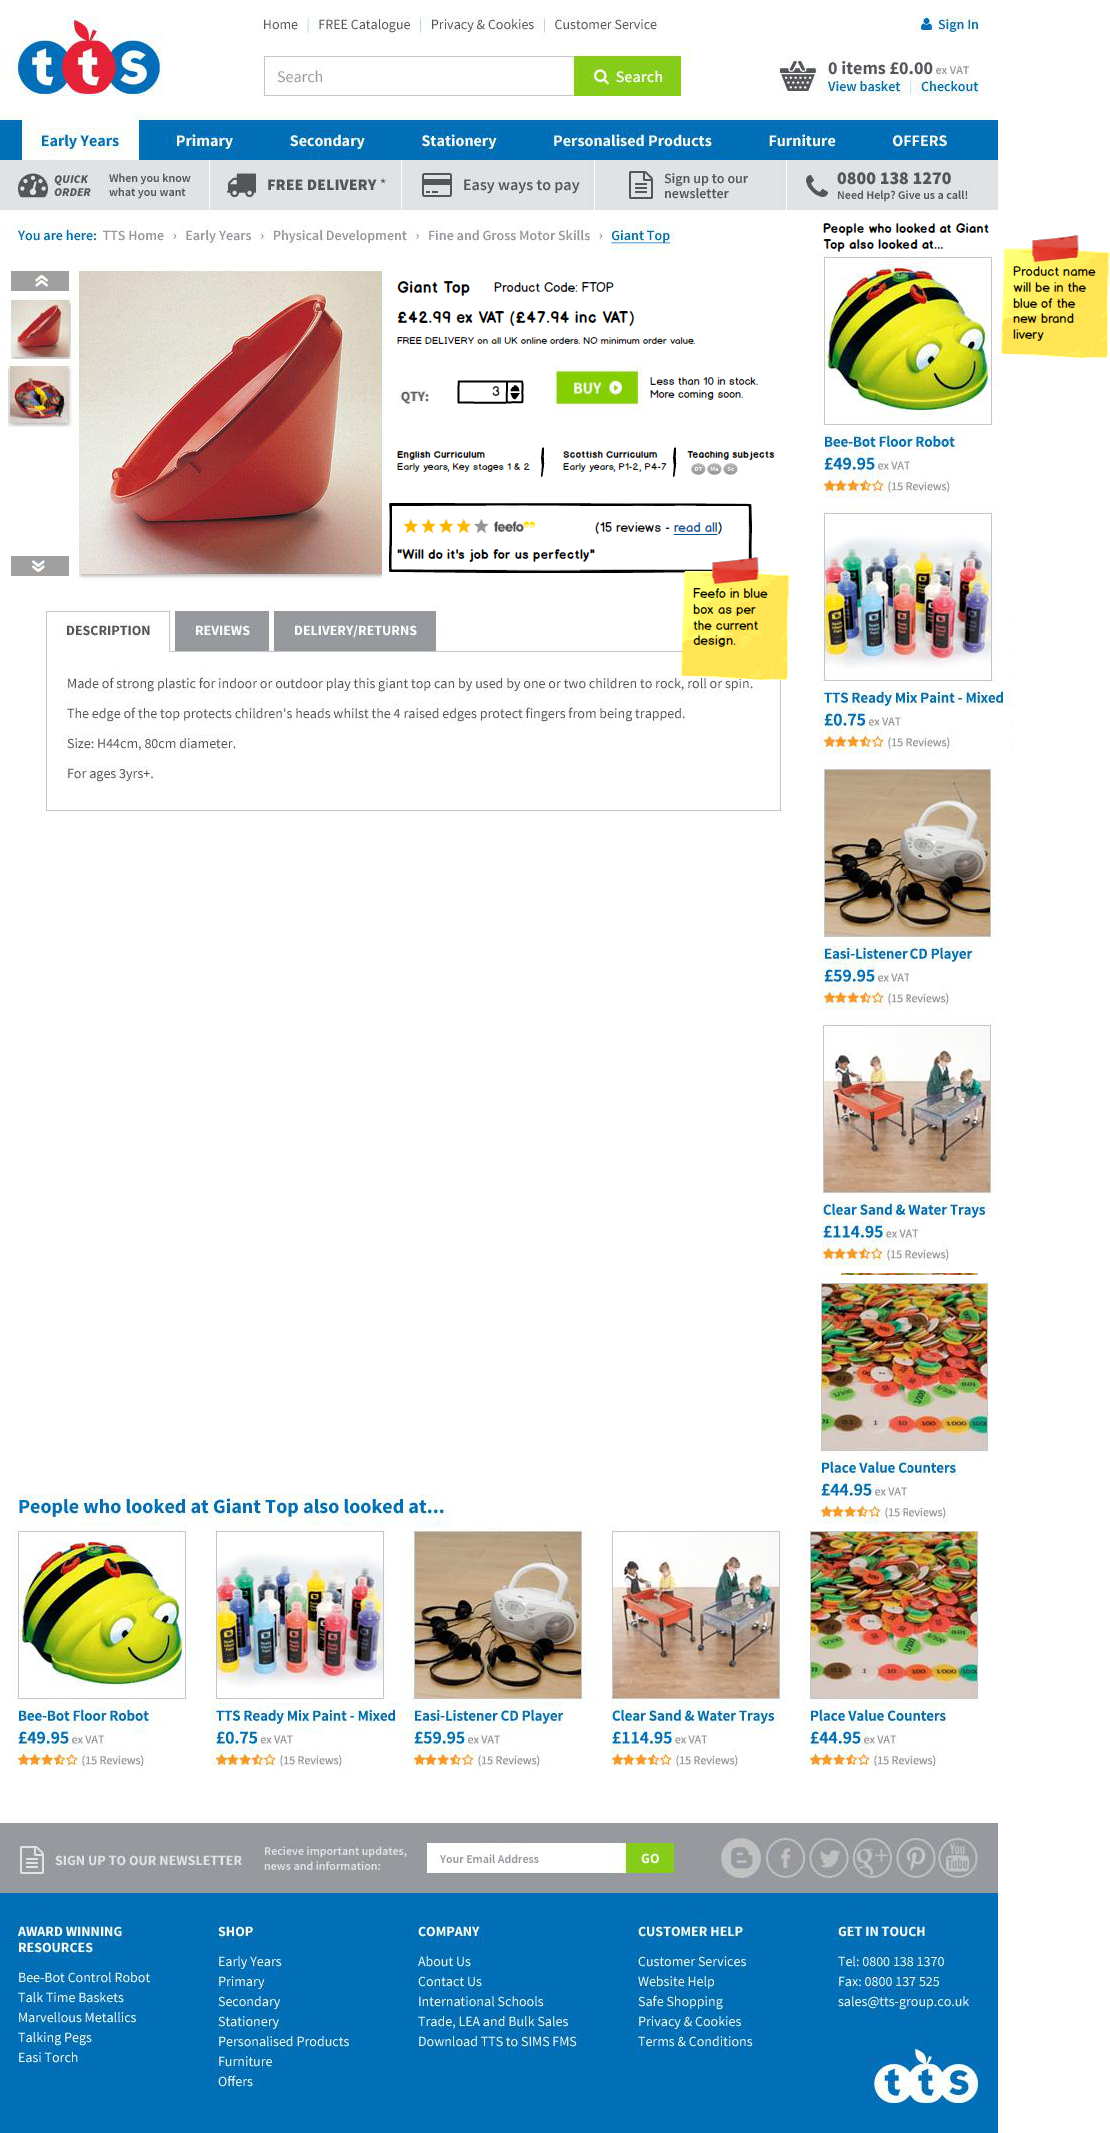 tts
Home
FREE Catalogue
Privacy & Cookies
Customer Service
Sign In
Search
Search
0 items £0.00 ex VAT
View basket
Checkout
Early Years
Primary
Secondary
Stationery
Personalised Products
Furniture
OFFERS
QUICK ORDER
When you know
what you want
FREE DELIVERY *
Easy ways to pay
Sign up to our
newsletter
0800 138 1270
Need Help? Give us a call!
You are here: TTS Home › Early Years › Physical Development › Fine and Gross Motor Skills › Giant Top
Giant Top
Product Code: FTOP
£42.99 ex VAT (£47.94 inc VAT)
FREE DELIVERY on all UK online orders. NO minimum order value.
QTY:
3
BUY
Less than 10 in stock.
More coming soon.
English Curriculum
Early years, Key stages 1 & 2
Scottish Curriculum
Early years, P1-2, P4-7
Teaching subjects
DT Ma Sc
feefo
(15 reviews - read all)
"Will do it's job for us perfectly"
Feefo in blue
box as per
the current
design.
DESCRIPTION
REVIEWS
DELIVERY/RETURNS
Made of strong plastic for indoor or outdoor play this giant top can by used by one or two children to rock, roll or spin.
The edge of the top protects children's heads whilst the 4 raised edges protect fingers from being trapped.
Size: H44cm, 80cm diameter.
For ages 3yrs+.
People who looked at Giant
Top also looked at...
Product name
will be in the
blue of the
new brand
livery
Bee-Bot Floor Robot
£49.95 ex VAT
(15 Reviews)
TTS Ready Mix Paint - Mixed
£0.75 ex VAT
(15 Reviews)
Easi-Listener CD Player
£59.95 ex VAT
(15 Reviews)
Clear Sand & Water Trays
£114.95 ex VAT
(15 Reviews)
Place Value Counters
£44.95 ex VAT
(15 Reviews)
People who looked at Giant Top also looked at...
Bee-Bot Floor Robot
£49.95 ex VAT
(15 Reviews)
TTS Ready Mix Paint - Mixed
£0.75 ex VAT
(15 Reviews)
Easi-Listener CD Player
£59.95 ex VAT
(15 Reviews)
Clear Sand & Water Trays
£114.95 ex VAT
(15 Reviews)
Place Value Counters
£44.95 ex VAT
(15 Reviews)
SIGN UP TO OUR NEWSLETTER
Recieve important updates,
news and information:
Your Email Address
GO
You Tube
AWARD WINNING
RESOURCES
Bee-Bot Control Robot
Talk Time Baskets
Marvellous Metallics
Talking Pegs
Easi Torch
SHOP
Early Years
Primary
Secondary
Stationery
Personalised Products
Furniture
Offers
COMPANY
About Us
Contact Us
International Schools
Trade, LEA and Bulk Sales
Download TTS to SIMS FMS
CUSTOMER HELP
Customer Services
Website Help
Safe Shopping
Privacy & Cookies
Terms & Conditions
GET IN TOUCH
Tel: 0800 138 1370
Fax: 0800 137 525
sales@tts-group.co.uk
tts